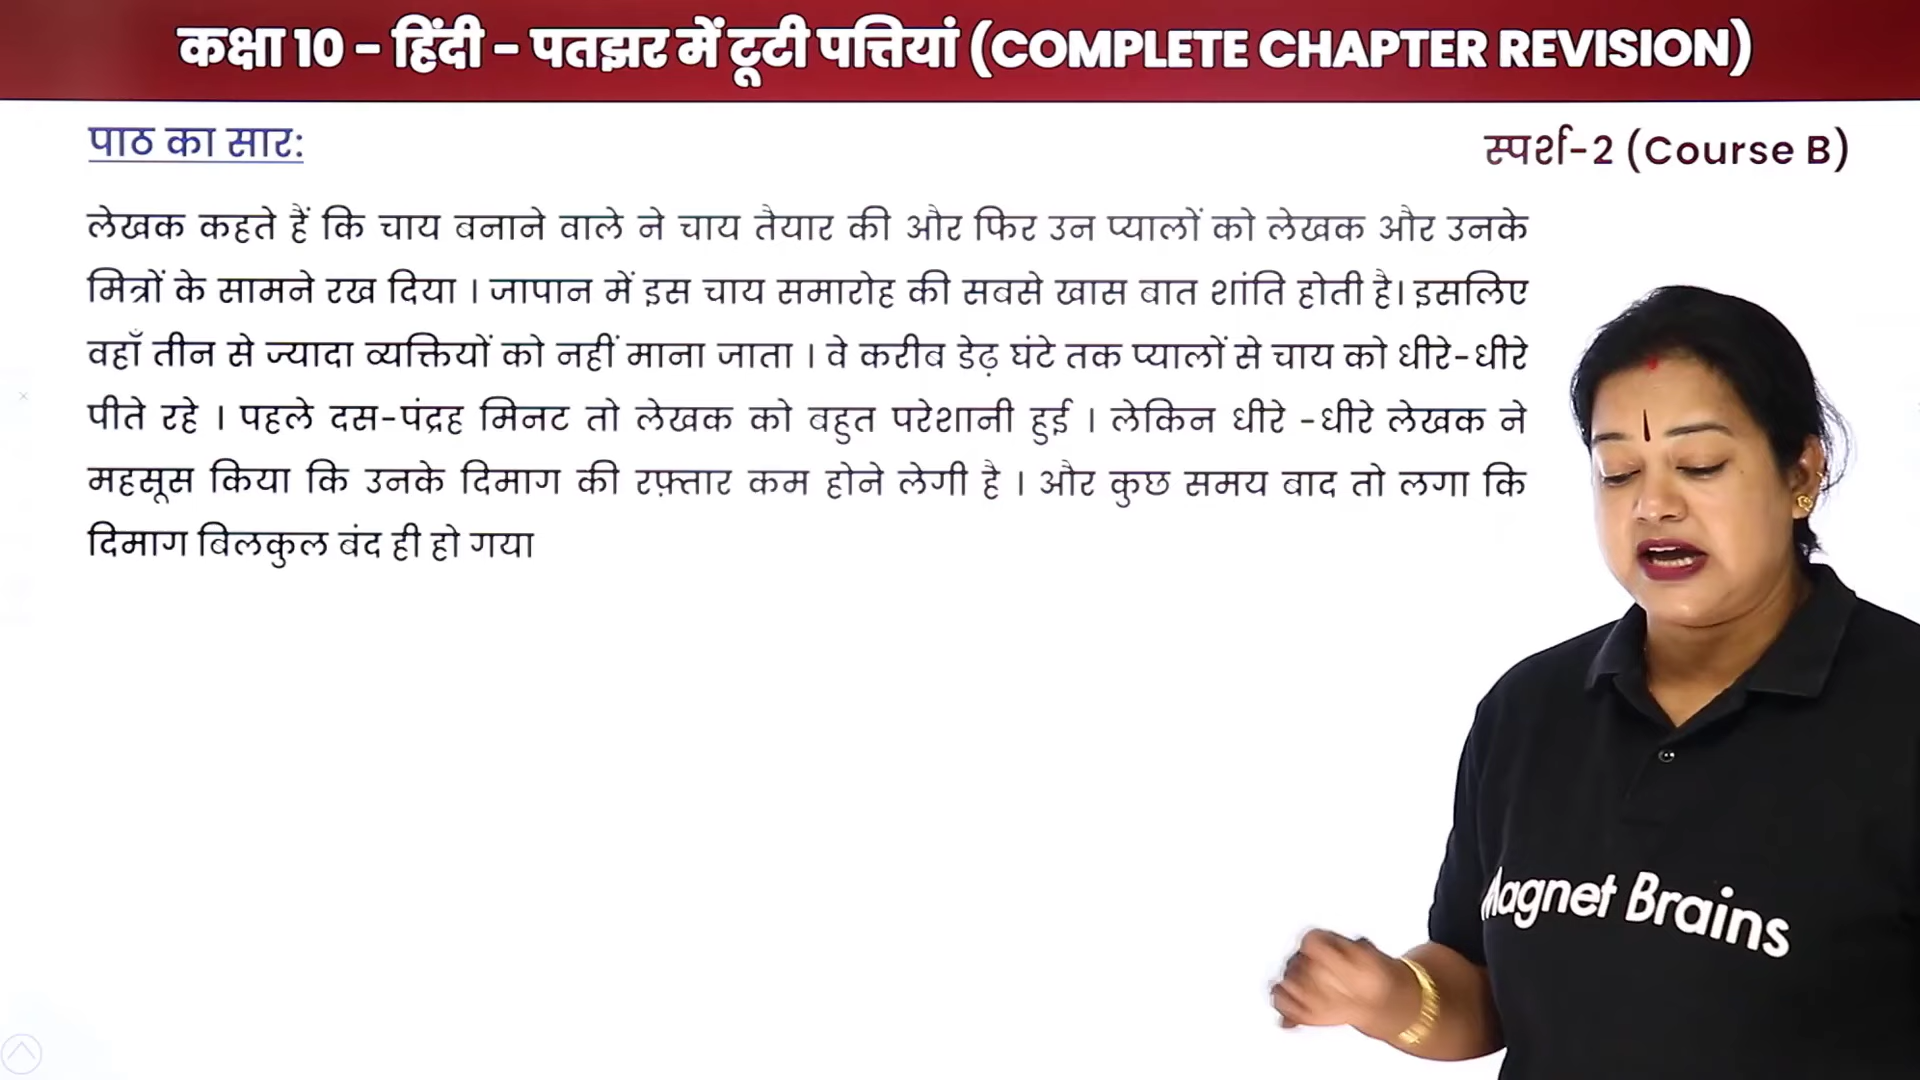 कक्षा 10 - हिंदी - पतझर में टूटी पत्तियां (COMPLETE CHAPTER REVISION)
पाठ का सार:
स्पर्श-2 (Course B)
लेखक कहते हैं कि चाय बनाने वाले ने चाय तैयार की और फिर उन प्यालों को लेखक और उनके
मित्रों के सामने रख दिया । जापान में इस चाय समारोह की सबसे खास बात शांति होती है। इसलिए
वहाँ तीन से ज्यादा व्यक्तियों को नहीं माना जाता । वे करीब डेढ़ घंटे तक प्यालों से चाय को धीरे-धीरे
पीते रहे । पहले दस-पंद्रह मिनट तो लेखक को बहुत परेशानी हुई । लेकिन धीरे -धीरे लेखक ने
महसूस किया कि उनके दिमाग की रफ़्तार कम होने लेगी है । और कुछ समय बाद तो लगा कि
दिमाग बिलकुल बंद ही हो गया
Magnet Brains